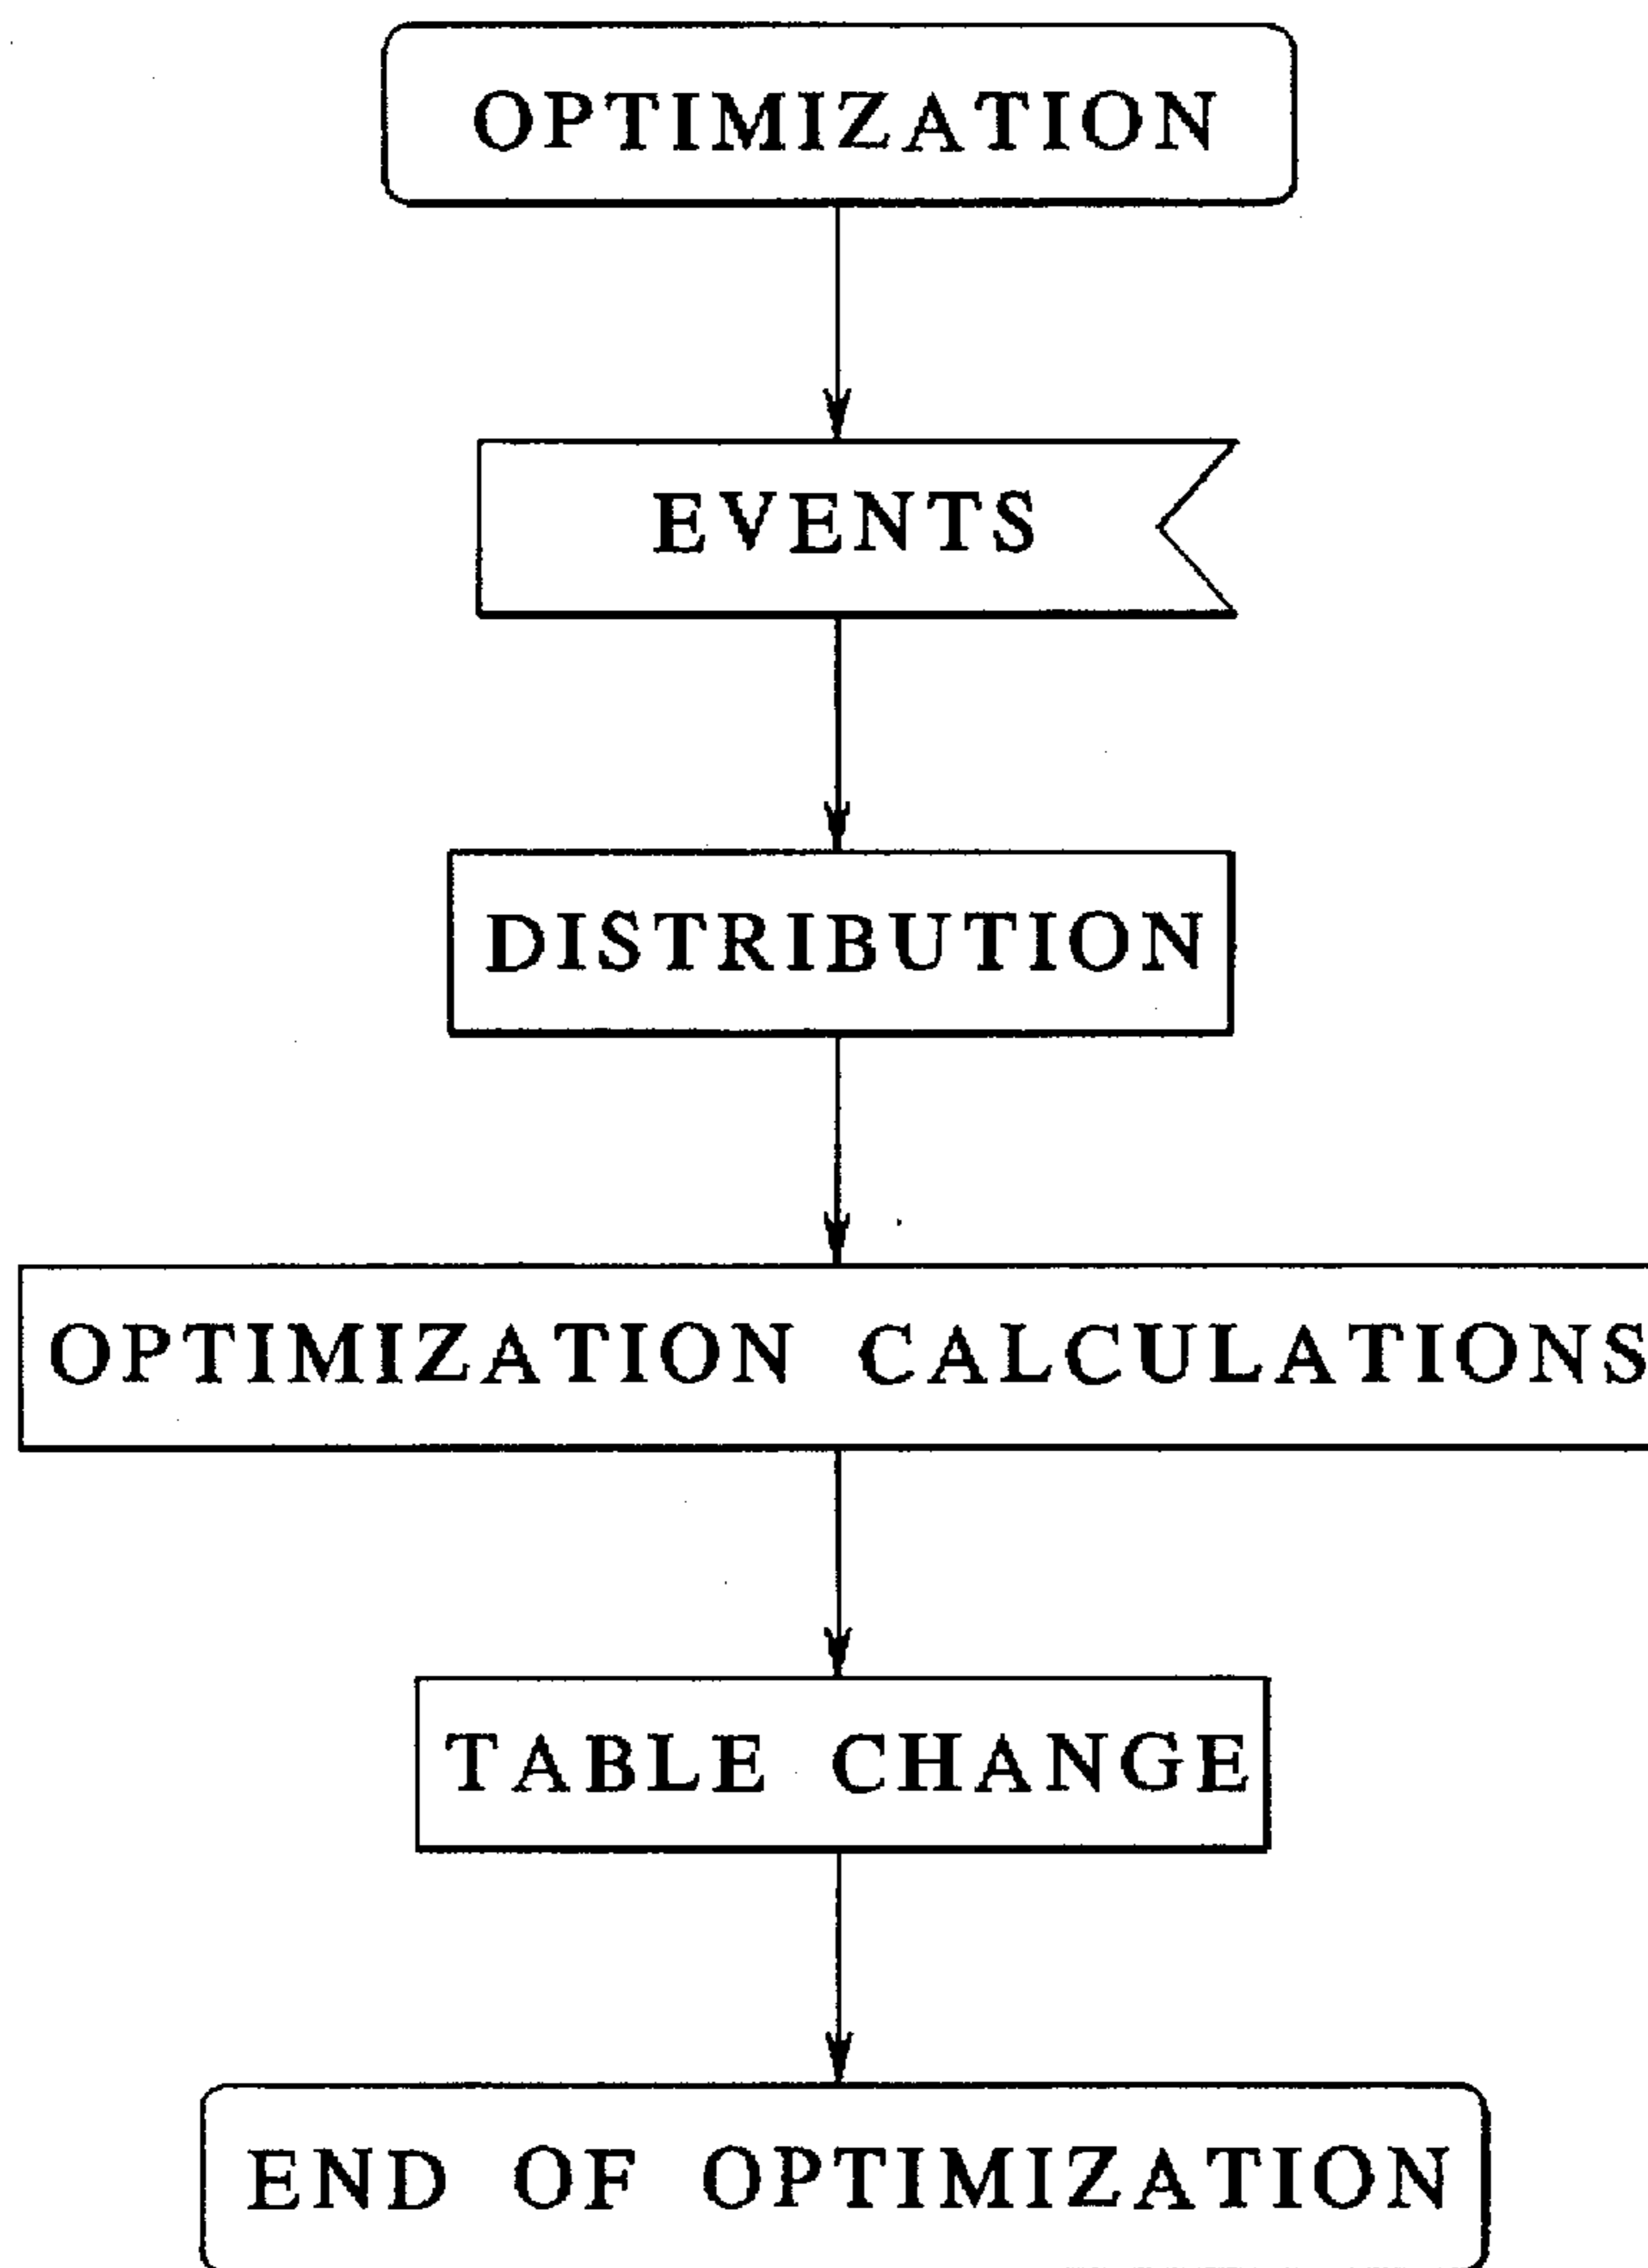 OPTIMIZATION
EVENTS
DISTRIBUTION
OPTIMIZATION CALCULATIONS
TABLE CHANGE
END OF OPTIMIZATION